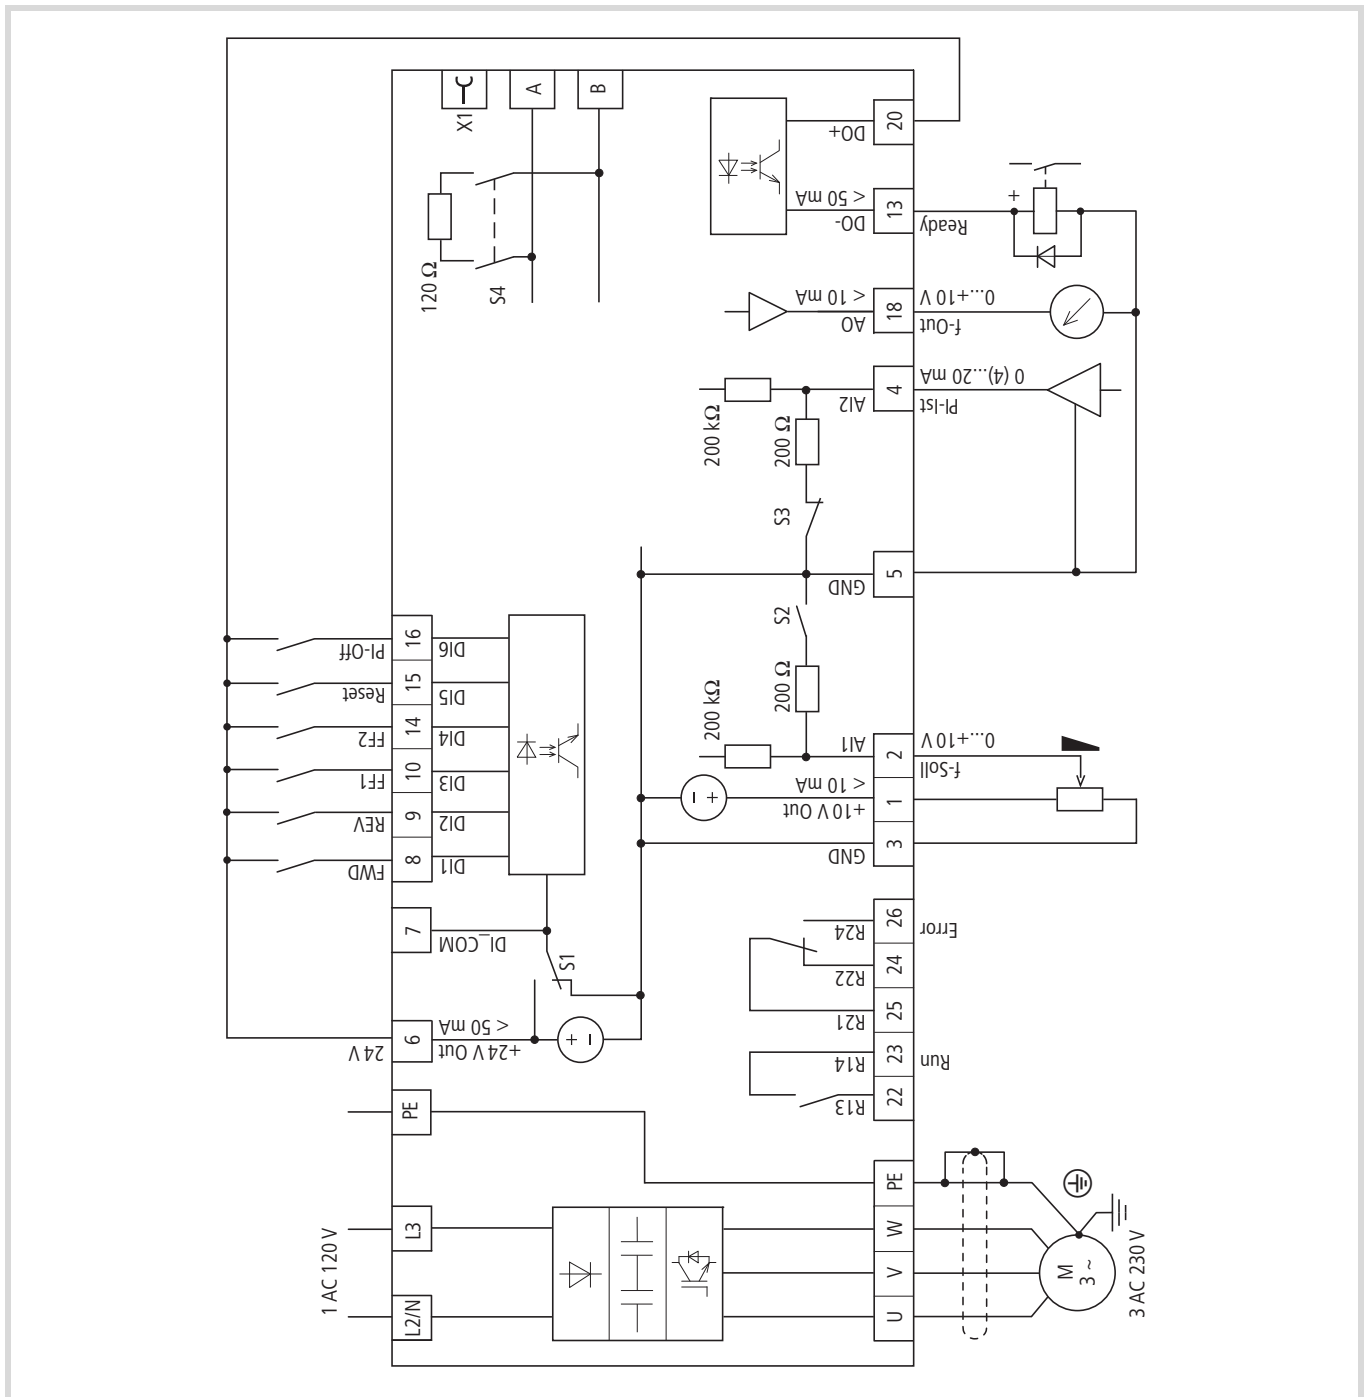 X1
A
B
120 Ω
S4
DO+
20
< 50 mA
DO-
13
Ready
+
< 10 mA
AO
18
0...+10 V
f-Out
AI2
4
0 (4)...20 mA
PI-Ist
200 kΩ
200 Ω
S3
GND
5
S2
200 kΩ
200 Ω
AI1
2
0...+10 V
f-Soll
< 10 mA
+10 V Out
1
GND
3
PI-Off
16
DI6
Reset
15
DI5
FF2
14
DI4
FF1
10
DI3
REV
9
DI2
FWD
8
DI1
7
DI_COM
S1
24 V
6
< 50 mA
+24 V Out
+ −
− +
R24
26
Error
R22
24
R21
25
R14
23
Run
R13
22
PE
PE
L3
W
1 AC 120 V
L2/N
V
U
M
3 ~
3 AC 230 V